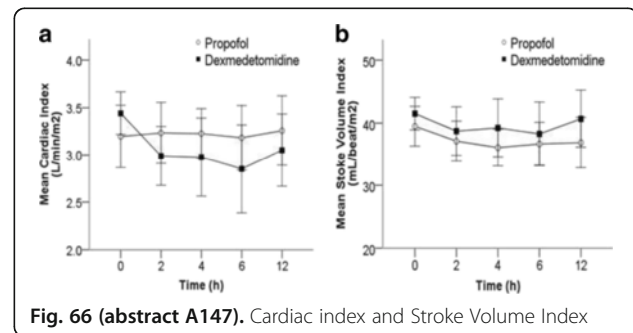 a
Propofol
Dexmedetomidine
Mean Cardiac Index
(L/min/m2)
4.0
3.5
3.0
2.5
2.0
0 2 4 6 12
Time (h)
b
Propofol
Dexmedetomidine
Mean Stoke Volume Index
(mL/beat/m2)
50
40
30
20
0 2 4 6 12
Time (h)
Fig. 66 (abstract A147). Cardiac index and Stroke Volume Index